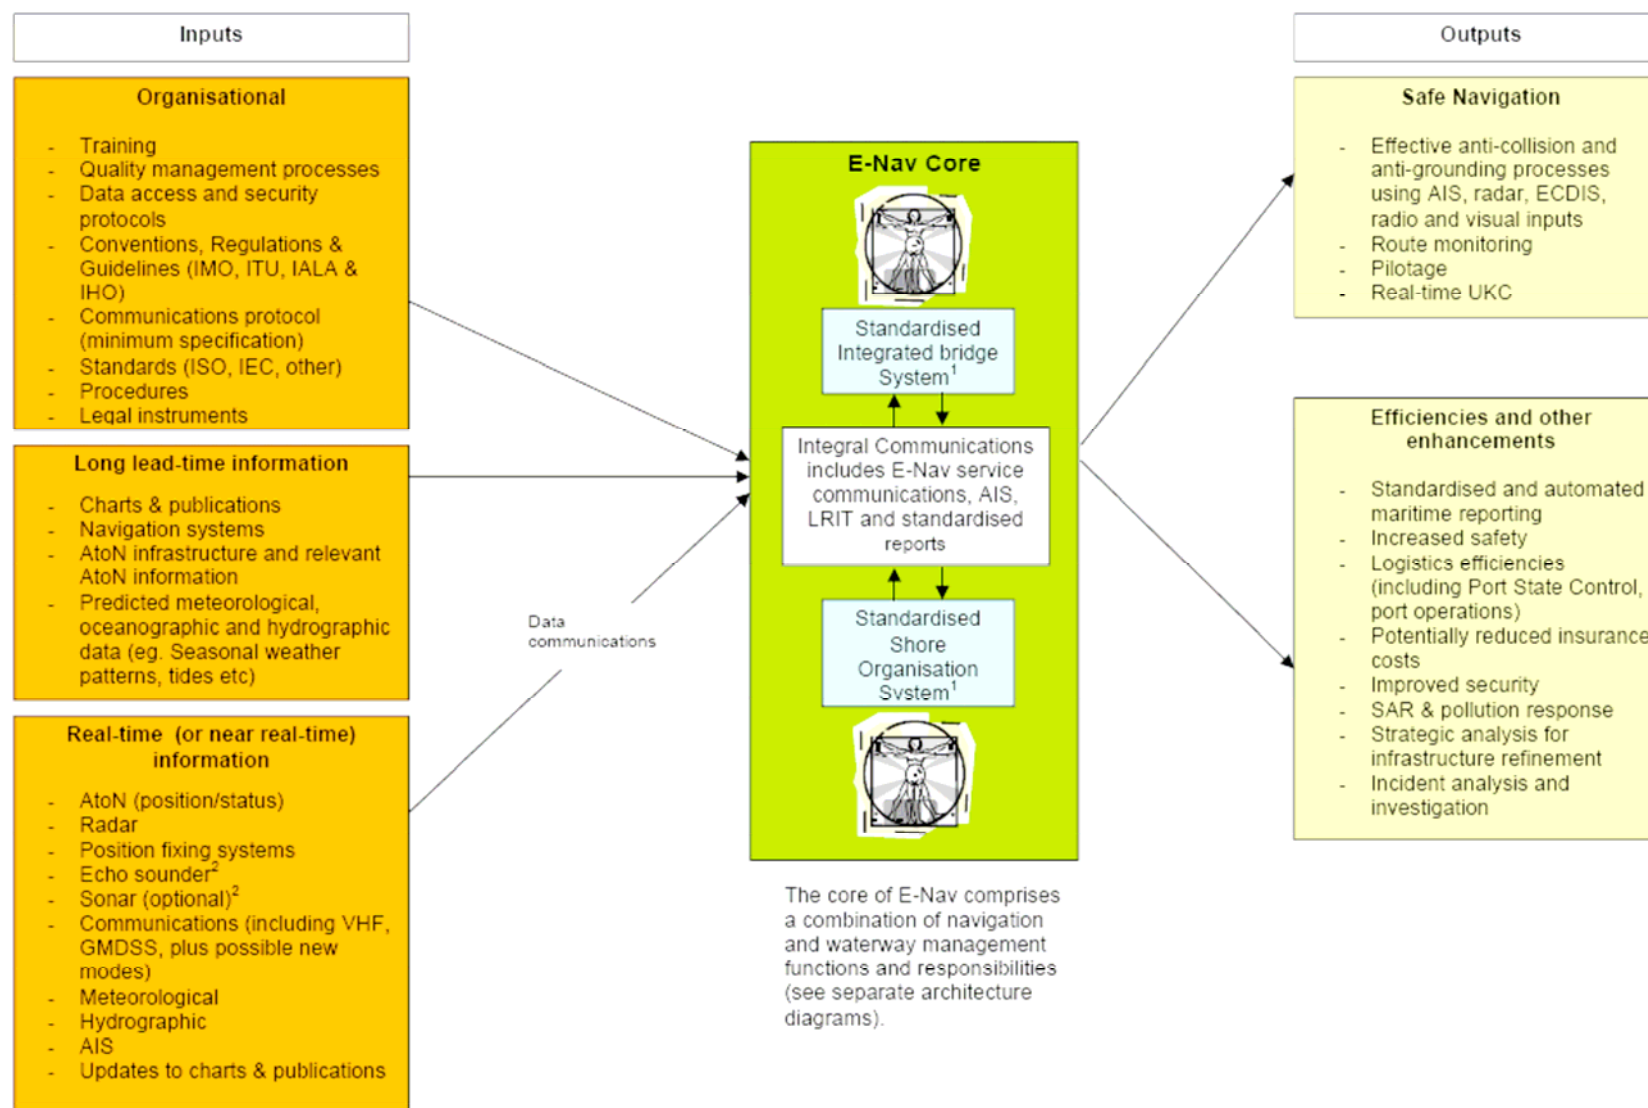 Inputs
Organisational
- Training
- Quality management processes
- Data access and security
protocols
- Conventions, Regulations &
Guidelines (IMO, ITU, IALA &
IHO)
- Communications protocol
(minimum specification)
- Standards (ISO, IEC, other)
- Procedures
- Legal instruments
Long lead-time information
- Charts & publications
- Navigation systems
- AtoN infrastructure and relevant
AtoN information
- Predicted meteorological,
oceanographic and hydrographic
data (eg. Seasonal weather
patterns, tides etc)
Real-time (or near real-time)
information
- AtoN (position/status)
- Radar
- Position fixing systems
- Echo sounder²
- Sonar (optional)²
- Communications (including VHF,
GMDSS, plus possible new
modes)
- Meteorological
- Hydrographic
- AIS
- Updates to charts & publications
Data
communications
E-Nav Core
Standardised
Integrated bridge
System¹
Integral Communications
includes E-Nav service
communications, AIS,
LRIT and standardised
reports
Standardised
Shore
Organisation
System¹
The core of E-Nav comprises
a combination of navigation
and waterway management
functions and responsibilities
(see separate architecture
diagrams).
Outputs
Safe Navigation
- Effective anti-collision and
anti-grounding processes
using AIS, radar, ECDIS,
radio and visual inputs
- Route monitoring
- Pilotage
- Real-time UKC
Efficiencies and other
enhancements
- Standardised and automated
maritime reporting
- Increased safety
- Logistics efficiencies
(including Port State Control,
port operations)
- Potentially reduced insurance
costs
- Improved security
- SAR & pollution response
- Strategic analysis for
infrastructure refinement
- Incident analysis and
investigation